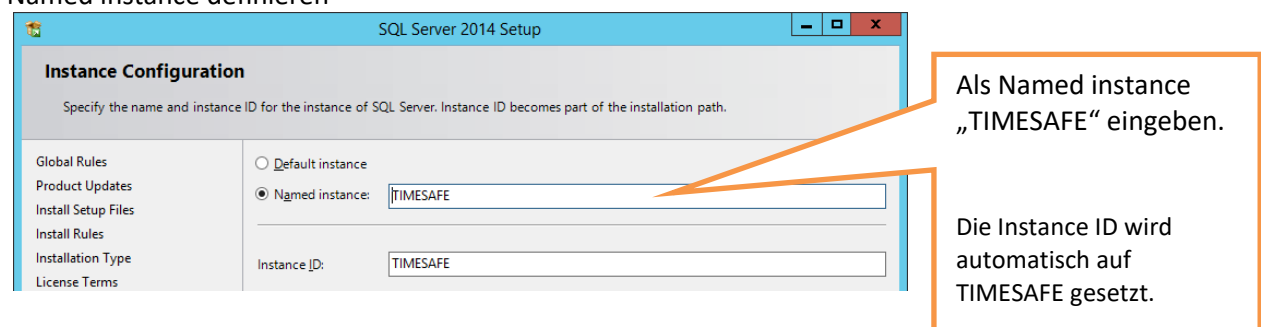 Named instance definieren
SQL Server 2014 Setup
Instance Configuration
Specify the name and instance ID for the instance of SQL Server. Instance ID becomes part of the installation path.
Global Rules
Product Updates
Install Setup Files
Install Rules
Installation Type
License Terms
Default instance
Named instance: TIMESAFE
Instance ID: TIMESAFE
Als Named instance
„TIMESAFE“ eingeben.
Die Instance ID wird
automatisch auf
TIMESAFE gesetzt.